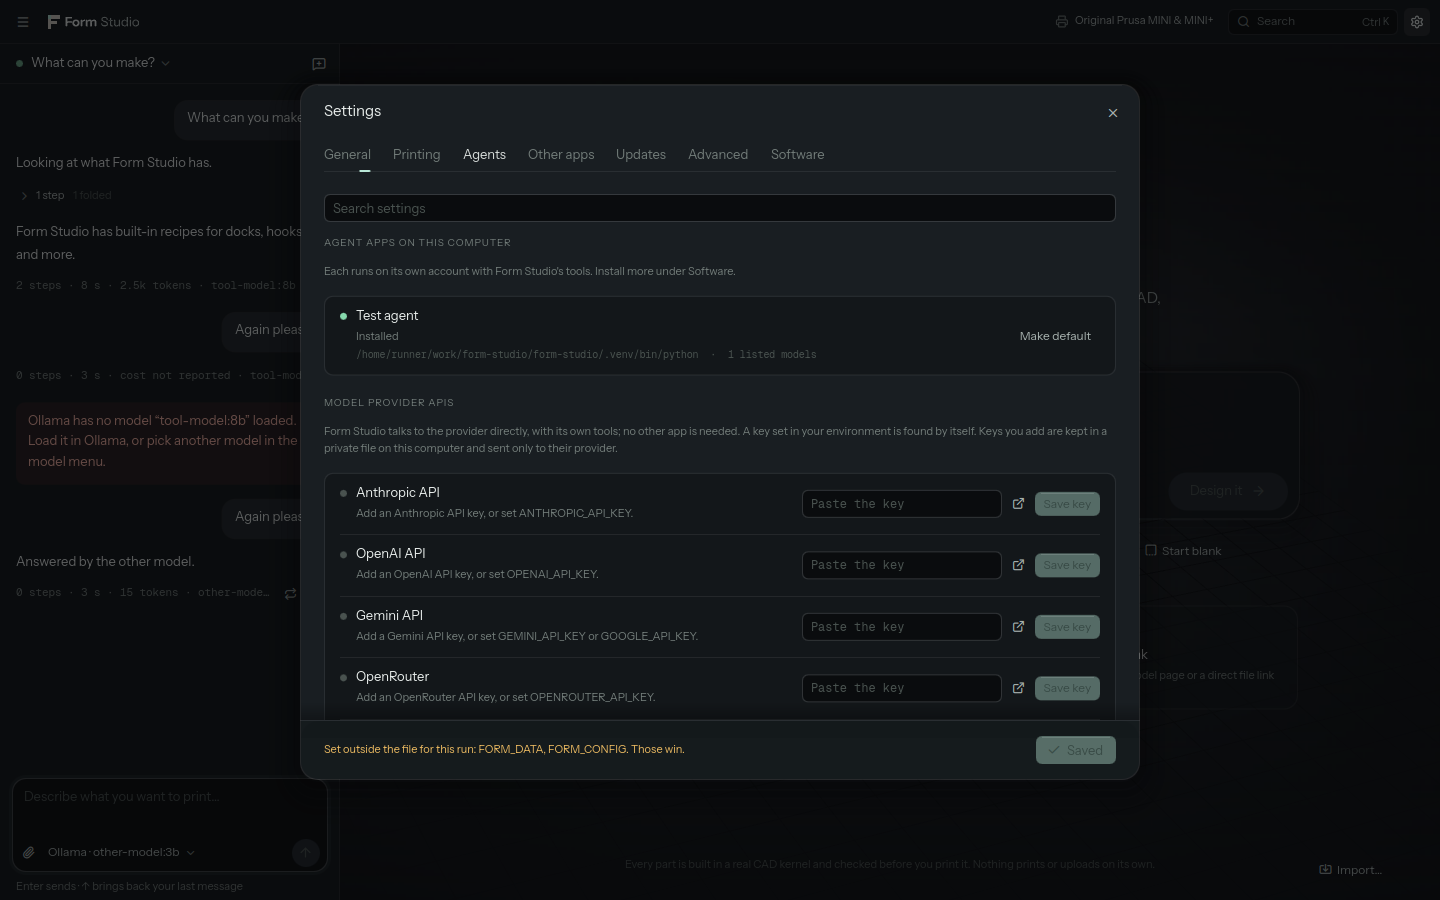 Form Studio
Original Prusa MINI & MINI+
Search
Ctrl K
What can you make?
What can you make
Looking at what Form Studio has.
1 step 1 folded
Form Studio has built-in recipes for docks, hooks
and more.
2 steps · 8 s · 2.5k tokens · tool-model:8b
Again pleas
0 steps · 3 s · cost not reported · tool-mod
Ollama has no model “tool-model:8b” loaded.
Load it in Ollama, or pick another model in the
model menu.
Again pleas
Answered by the other model.
0 steps · 3 s · 15 tokens · other-mode…
Describe what you want to print...
Ollama · other-model:3b
Enter sends · ↑ brings back your last message
Settings
General
Printing
Agents
Other apps
Updates
Advanced
Software
Search settings
AGENT APPS ON THIS COMPUTER
Each runs on its own account with Form Studio's tools. Install more under Software.
Test agent
Installed
Make default
/home/runner/work/form-studio/form-studio/.venv/bin/python · 1 listed models
MODEL PROVIDER APIS
Form Studio talks to the provider directly, with its own tools; no other app is needed. A key set in your environment is found by itself. Keys you add are kept in a
private file on this computer and sent only to their provider.
Anthropic API
Add an Anthropic API key, or set ANTHROPIC_API_KEY.
Paste the key
Save key
OpenAI API
Add an OpenAI API key, or set OPENAI_API_KEY.
Paste the key
Save key
Gemini API
Add a Gemini API key, or set GEMINI_API_KEY or GOOGLE_API_KEY.
Paste the key
Save key
OpenRouter
Add an OpenRouter API key, or set OPENROUTER_API_KEY.
Paste the key
Save key
Set outside the file for this run: FORM_DATA, FORM_CONFIG. Those win.
Saved
AD,
Design it
Start blank
nk
odel page or a direct file link
Every part is built in a real CAD kernel and checked before you print it. Nothing prints or uploads on its own.
Import...